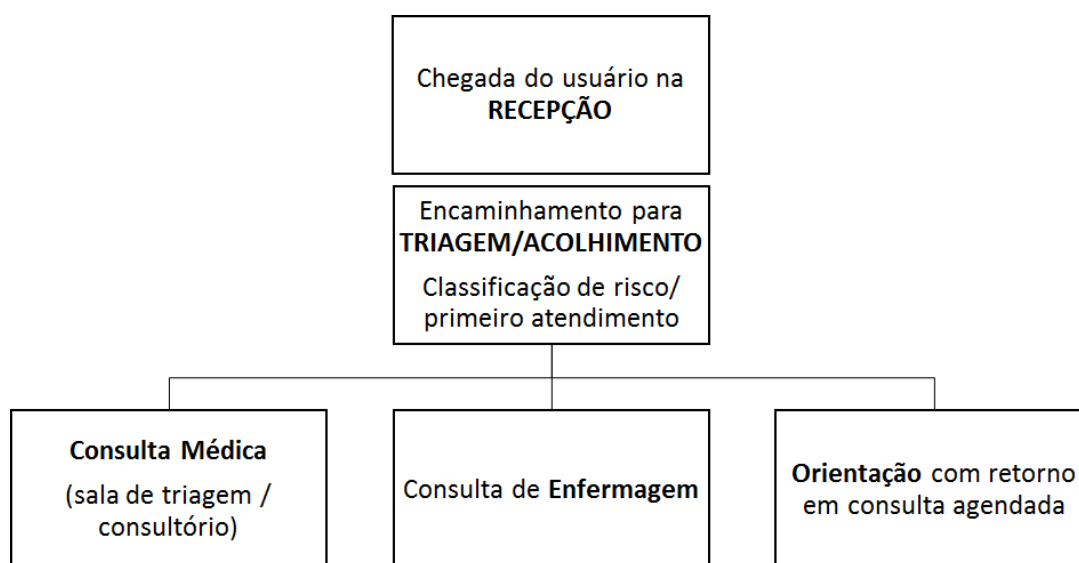 Chegada do usuário na
RECEPÇÃO
Encaminhamento para
TRIAGEM/ACOLHIMENTO
Classificação de risco/
primeiro atendimento
Consulta Médica
(sala de triagem /
consultório)
Consulta de Enfermagem
Orientação com retorno
em consulta agendada